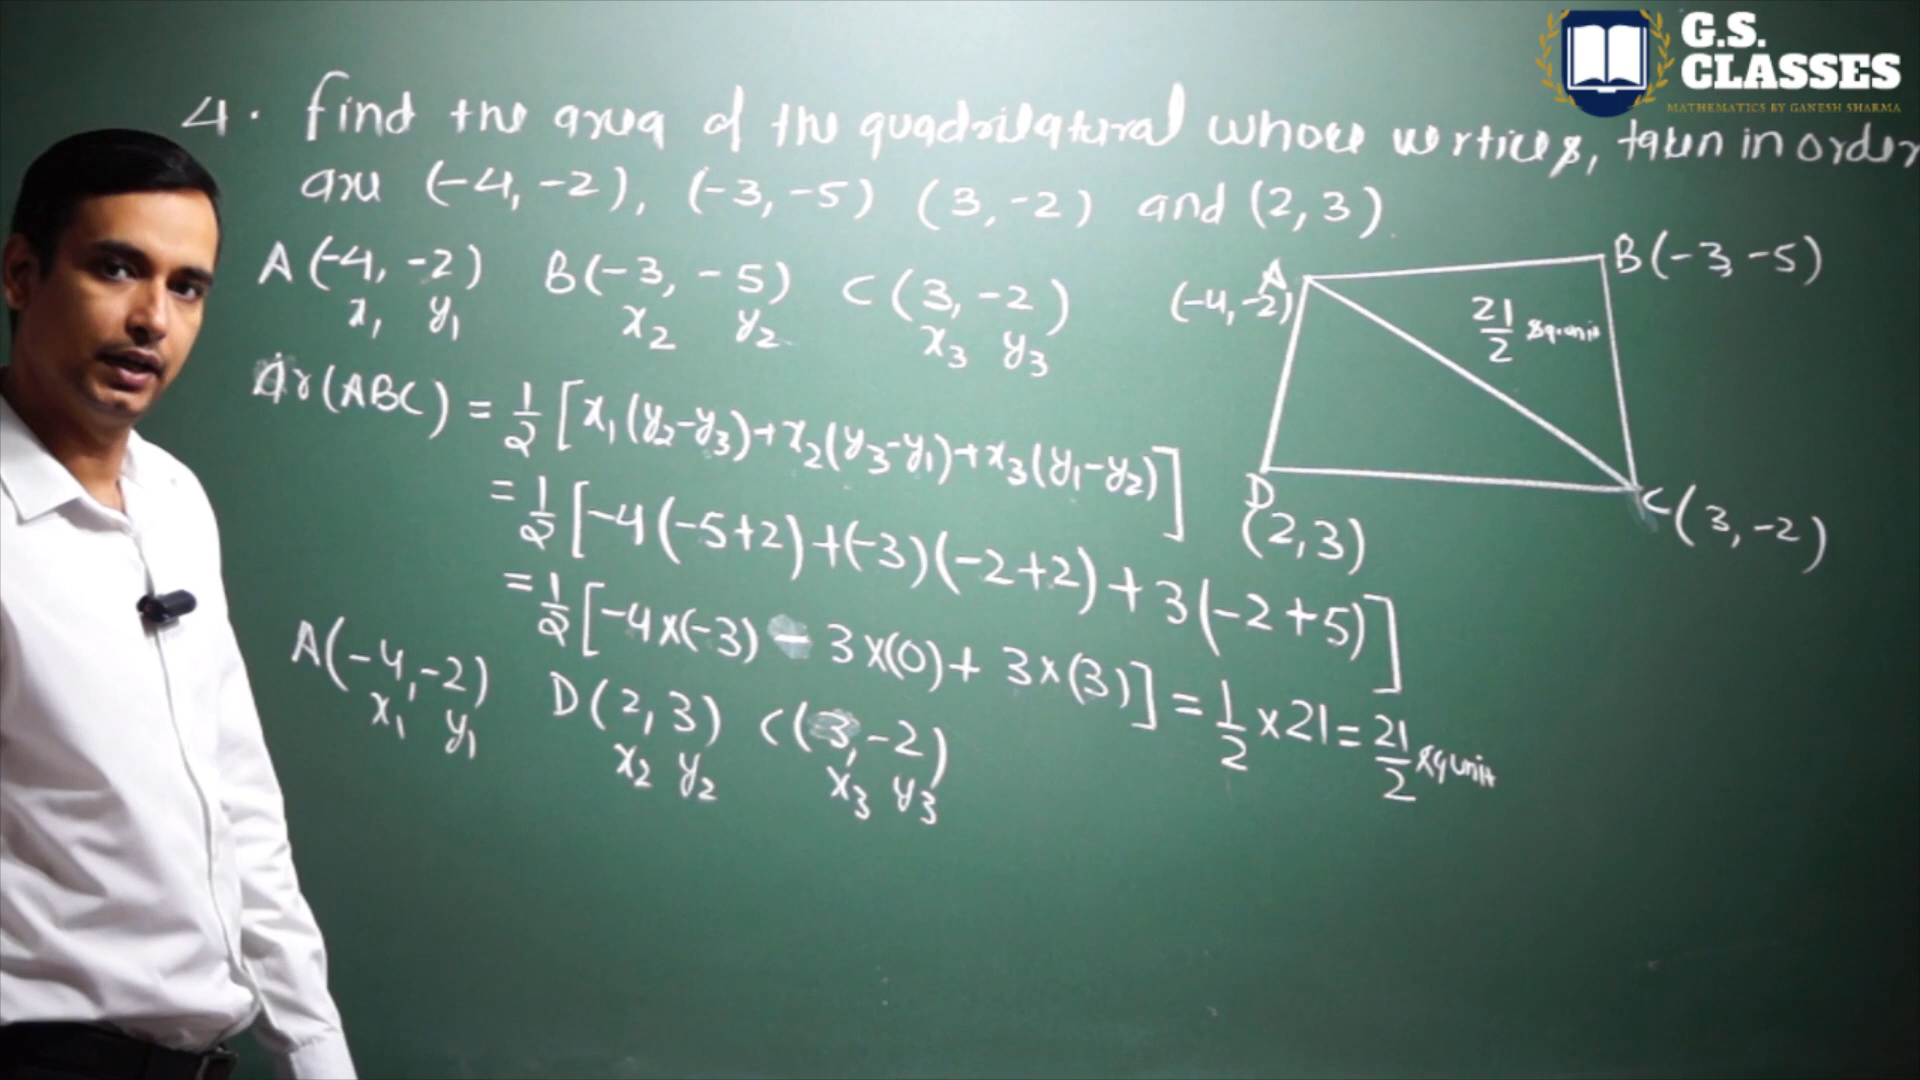 G.S.
CLASSES
MATHEMATICS BY GANESH SHARMA
4. Find the area of the quadrilateral whose vertices, taken in order
are (-4, -2), (-3, -5) (3, -2) and (2, 3).
A (-4, -2) B(-3, -5) C (3, -2)
x₁ y₁ x₂ y₂ x₃ y₃
Ar(ABC) = 1/2 [x₁(y₂-y₃)+x₂(y₃-y₁)+x₃(y₁-y₂)]
= 1/2 [-4(-5+2)+(-3)(-2+2)+3(-2+5)]
= 1/2 [-4x(-3) - 3x(0)+ 3x(3)] = 1/2 x21 = 21/2 sq unit
A(-4,-2) D(2,3) C(3,-2)
x₁ y₁ x₂ y₂ x₃ y₃
A
(-4,-2)
B(-3,-5)
21/2 sq.unit
D
(2,3)
C(3,-2)